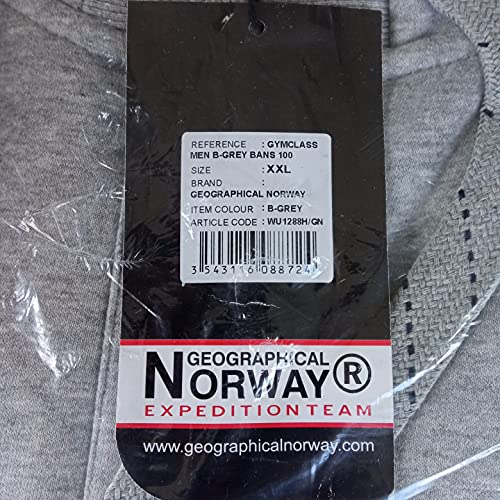 REFERENCE : GYMCLASS
MEN B-GREY BANS 100
SIZE : XXL
BRAND :
GEOGRAPHICAL NORWAY
ITEM COLOUR : B-GREY
ARTICLE CODE : WU1288H/GN
3 543116 088724
GEOGRAPHICAL
NORWAY®
EXPEDITION TEAM
www.geographicalnorway.com